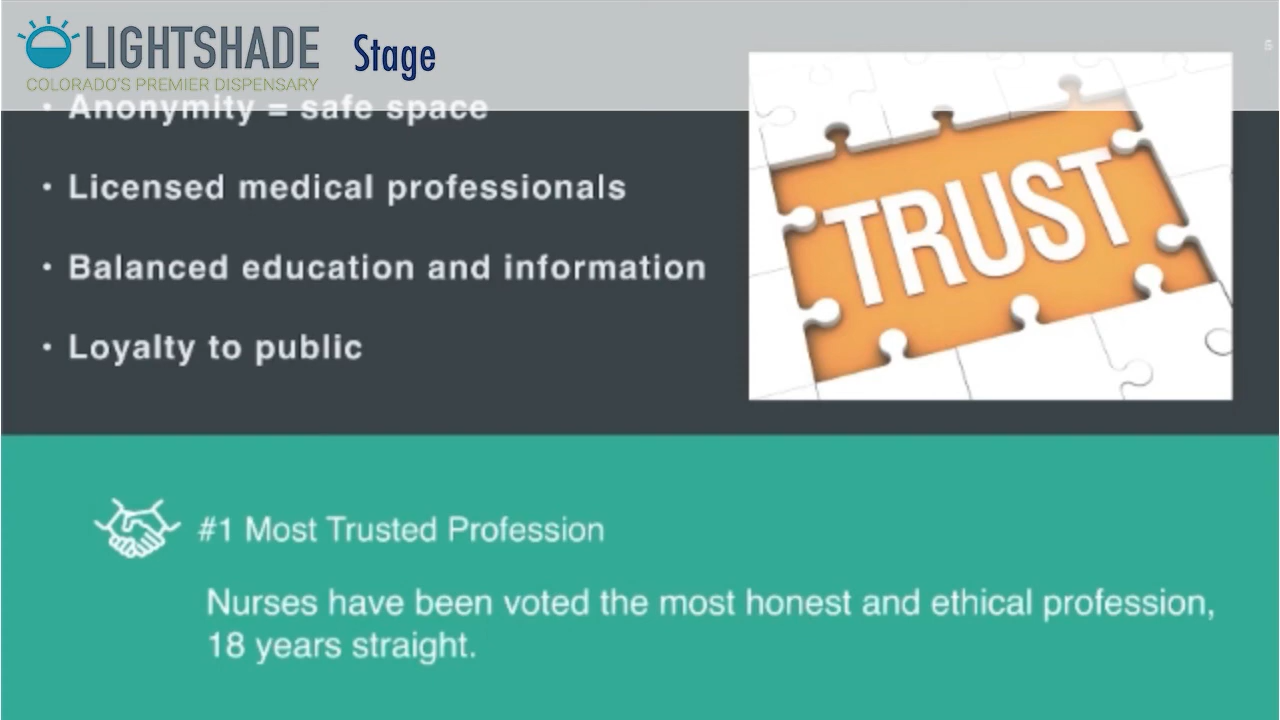 LIGHTSHADE
COLORADO'S PREMIER DISPENSARY
Stage
5
• Anonymity = safe space
• Licensed medical professionals
• Balanced education and information
• Loyalty to public
TRUST
#1 Most Trusted Profession
Nurses have been voted the most honest and ethical profession,
18 years straight.